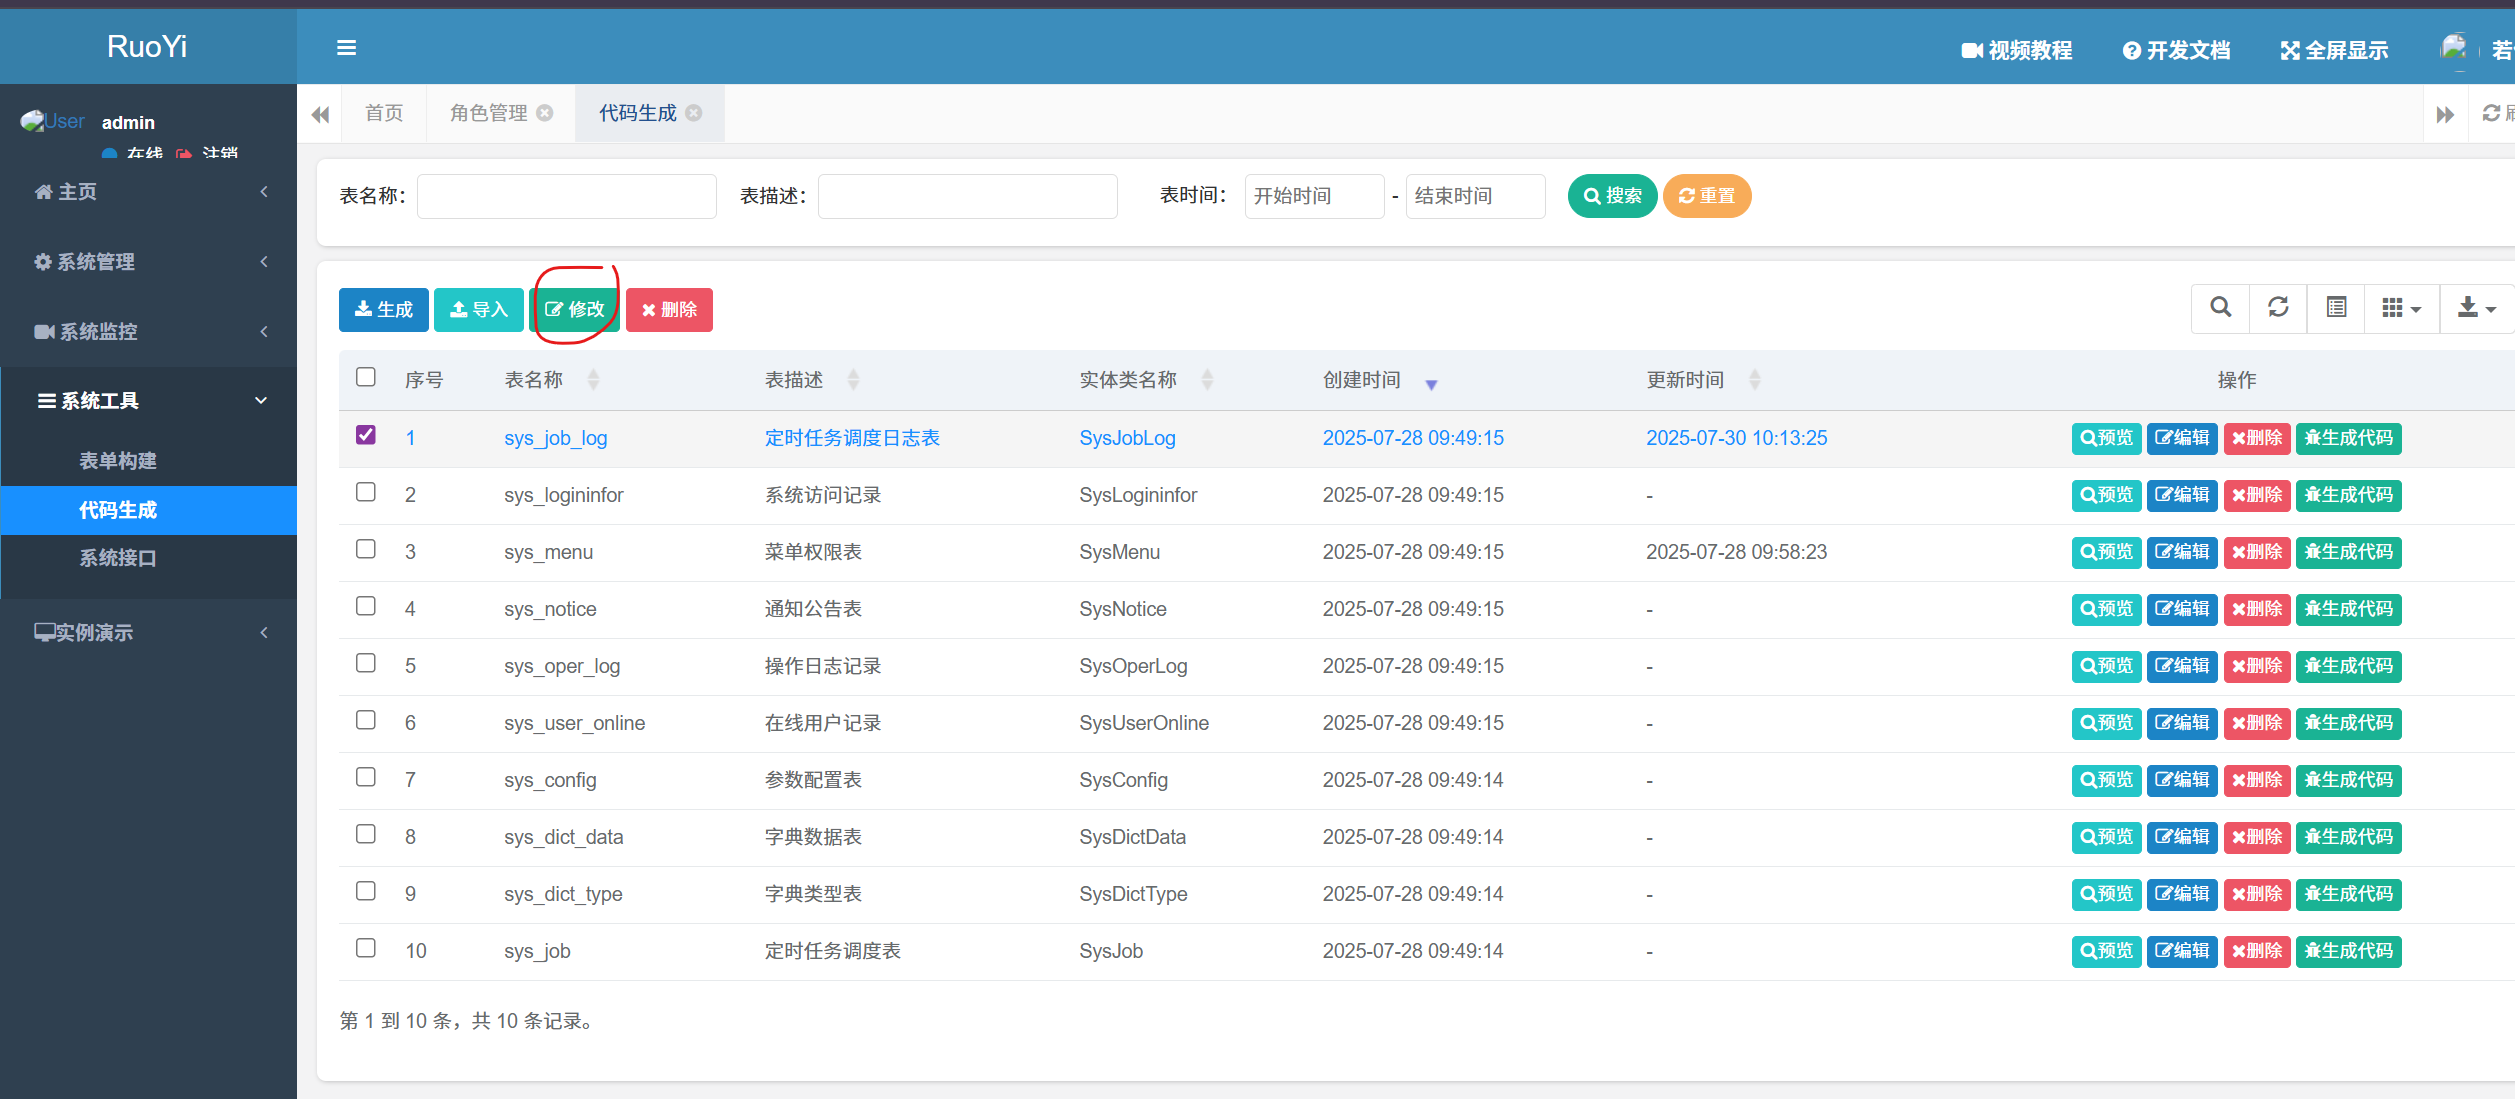 RuoYi
视频教程
开发文档
全屏显示
User
admin
在线 注销
首页
角色管理
代码生成
主页
系统管理
系统监控
系统工具
表单构建
代码生成
系统接口
实例演示
表名称： 表描述： 表时间： 开始时间 - 结束时间 搜索 重置
生成 导入 修改 删除
序号 表名称 表描述 实体类名称 创建时间 更新时间 操作
1 sys_job_log 定时任务调度日志表 SysJobLog 2025-07-28 09:49:15 2025-07-30 10:13:25 预览 编辑 删除 生成代码
2 sys_logininfor 系统访问记录 SysLogininfor 2025-07-28 09:49:15 - 预览 编辑 删除 生成代码
3 sys_menu 菜单权限表 SysMenu 2025-07-28 09:49:15 2025-07-28 09:58:23 预览 编辑 删除 生成代码
4 sys_notice 通知公告表 SysNotice 2025-07-28 09:49:15 - 预览 编辑 删除 生成代码
5 sys_oper_log 操作日志记录 SysOperLog 2025-07-28 09:49:15 - 预览 编辑 删除 生成代码
6 sys_user_online 在线用户记录 SysUserOnline 2025-07-28 09:49:15 - 预览 编辑 删除 生成代码
7 sys_config 参数配置表 SysConfig 2025-07-28 09:49:14 - 预览 编辑 删除 生成代码
8 sys_dict_data 字典数据表 SysDictData 2025-07-28 09:49:14 - 预览 编辑 删除 生成代码
9 sys_dict_type 字典类型表 SysDictType 2025-07-28 09:49:14 - 预览 编辑 删除 生成代码
10 sys_job 定时任务调度表 SysJob 2025-07-28 09:49:14 - 预览 编辑 删除 生成代码
第 1 到 10 条，共 10 条记录。